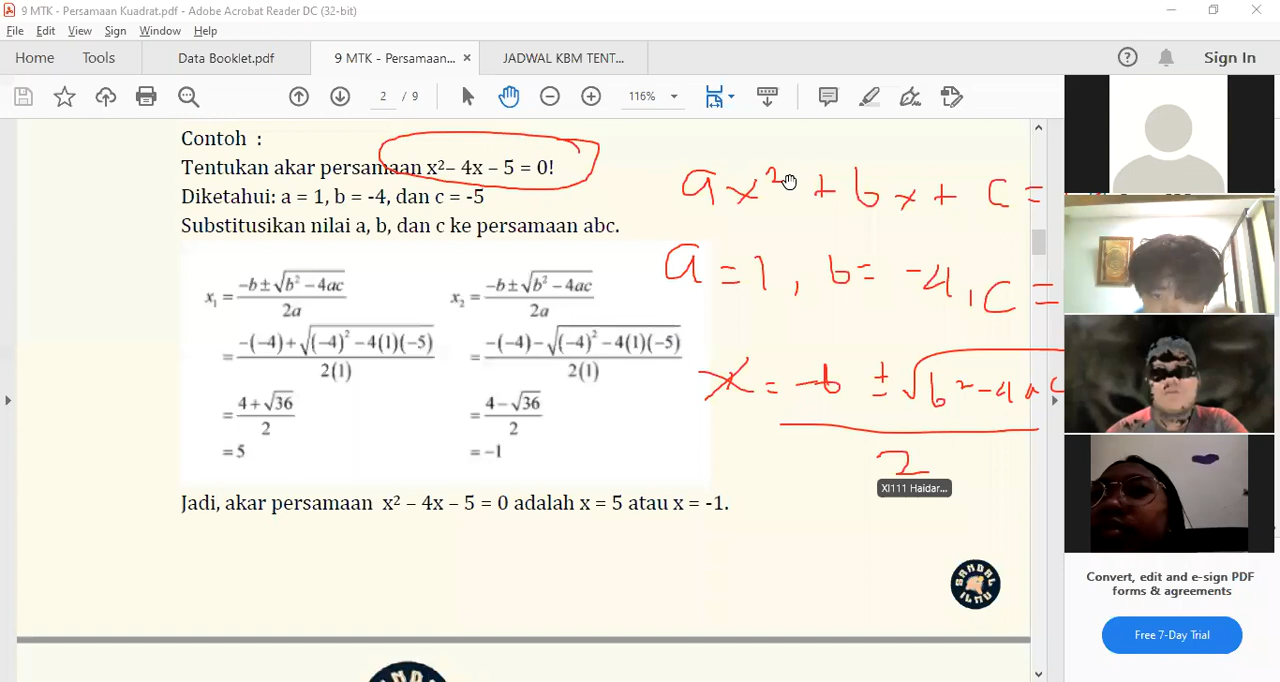 9 MTK - Persamaan Kuadrat.pdf - Adobe Acrobat Reader DC (32-bit)
File Edit View Sign Window Help
Home Tools Data Booklet.pdf 9 MTK - Persamaan... × JADWAL KBM TENT... Sign In
2 / 9 116%
Contoh :
Tentukan akar persamaan x²– 4x – 5 = 0!
Diketahui: a = 1, b = -4, dan c = -5
Substitusikan nilai a, b, dan c ke persamaan abc.
x₁ = (-b±√(b² – 4ac))/(2a)
= (-(-4)+√((-4)² – 4(1)(-5)))/(2(1))
= (4+√36)/2
= 5
x₂ = (-b±√(b² – 4ac))/(2a)
= (-(-4)–√((-4)² – 4(1)(-5)))/(2(1))
= (4–√36)/2
= –1
Jadi, akar persamaan x² – 4x – 5 = 0 adalah x = 5 atau x = -1.
ax² + bx + c =
a = 1, b = -4, c =
x = -b ± √b²-4ac
2
XI111 Haidar...
SANDAL
ILMU
Convert, edit and e-sign PDF
forms & agreements
Free 7-Day Trial